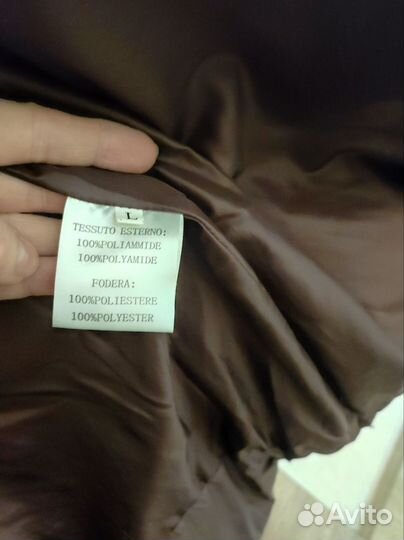 L
TESSUTO ESTERNO:
100%POLIAMMIDE
100%POLYAMIDE
FODERA:
100%POLIESTERE
100%POLYESTER
Avito